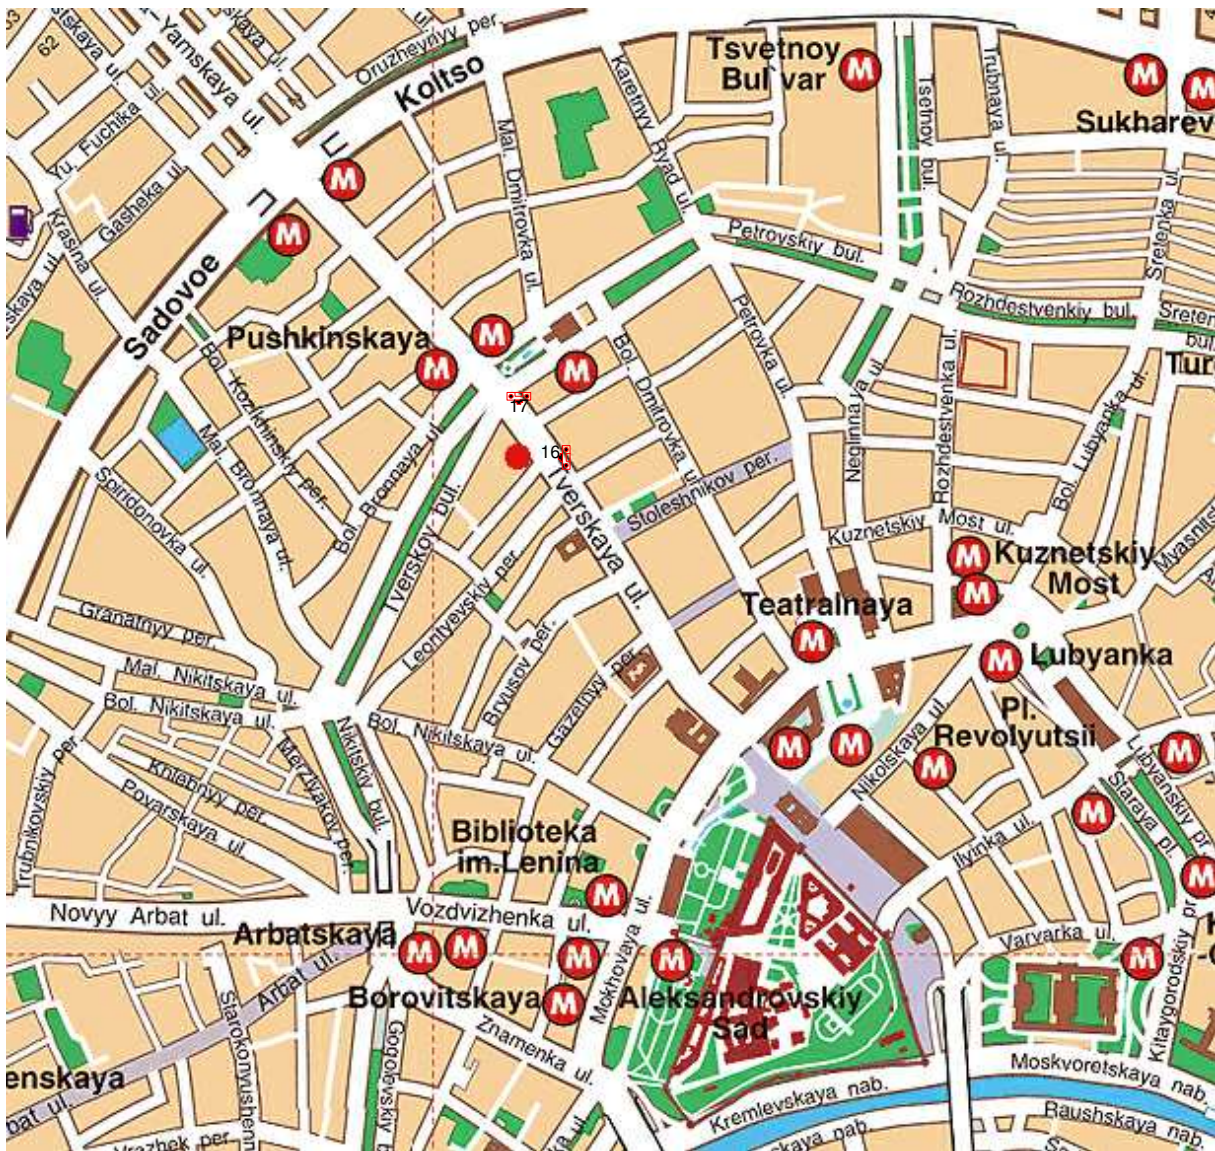 Oruzheynyy per.
Koltso
Yamskaya ul.
62
Yu. Fuchika ul.
Gasheka ul.
Krasina ul.
Sadovoe
Mal. Dmitrovka ul.
Karetnyy Ryad ul.
Tsvetnoy
Bul var
Tsetnoy bul.
Trubnaya ul.
Sukharev
Sretenka ul.
Petrovskiy bul.
Rozhdestvenkiy bul.
Sreten
bul.
Petrovka ul.
Pushkinskaya
Bol. Dmitrovka ul.
Neglinnaya ul.
Rozhdestvenka ul.
Bol. Lubyanka ul.
Bol. Kozikhinskiy per.
Mal. Bronnaya ul.
Bol. Bronnaya ul.
Tverskoy bul.
17
16
Tverskaya ul.
Stoleshnikov per.
Kuznetskiy Most ul.
Spiridonovka ul.
Kuznetskiy
Most
Teatralnaya
Leontyevskiy per.
Bryusov per.
Gazetnyy per.
Granatnyy per.
Mal. Nikitskaya ul.
Bol. Nikitskaya ul.
Bol. Nikitskaya ul.
Lubyanka
Pl.
Revolyutsii
Nikolskaya ul.
Nikitskiy bul.
Merzlyakov per.
Khlebnyy per
Povarskaya ul.
Trubnikovskiy per
Lubyanskiy pr
Staraya pl.
Ilyinka ul.
Biblioteka
im.Lenina
Novyy Arbat ul.
Vozdvizhenka ul.
Arbatskaya
Arbat ul.
Mokhovaya ul.
Varvarka ul.
Borovitskaya
Aleksandrovskiy
Sad
Kitaygorodskiy pr
Znamenka ul.
Starokonyushenn
Gogolevskiy b
enskaya
bat ul.
Kremlevskaya nab.
Moskvoretskaya nab.
Raushskaya nab.
skaya nab.
Vrazhek per.